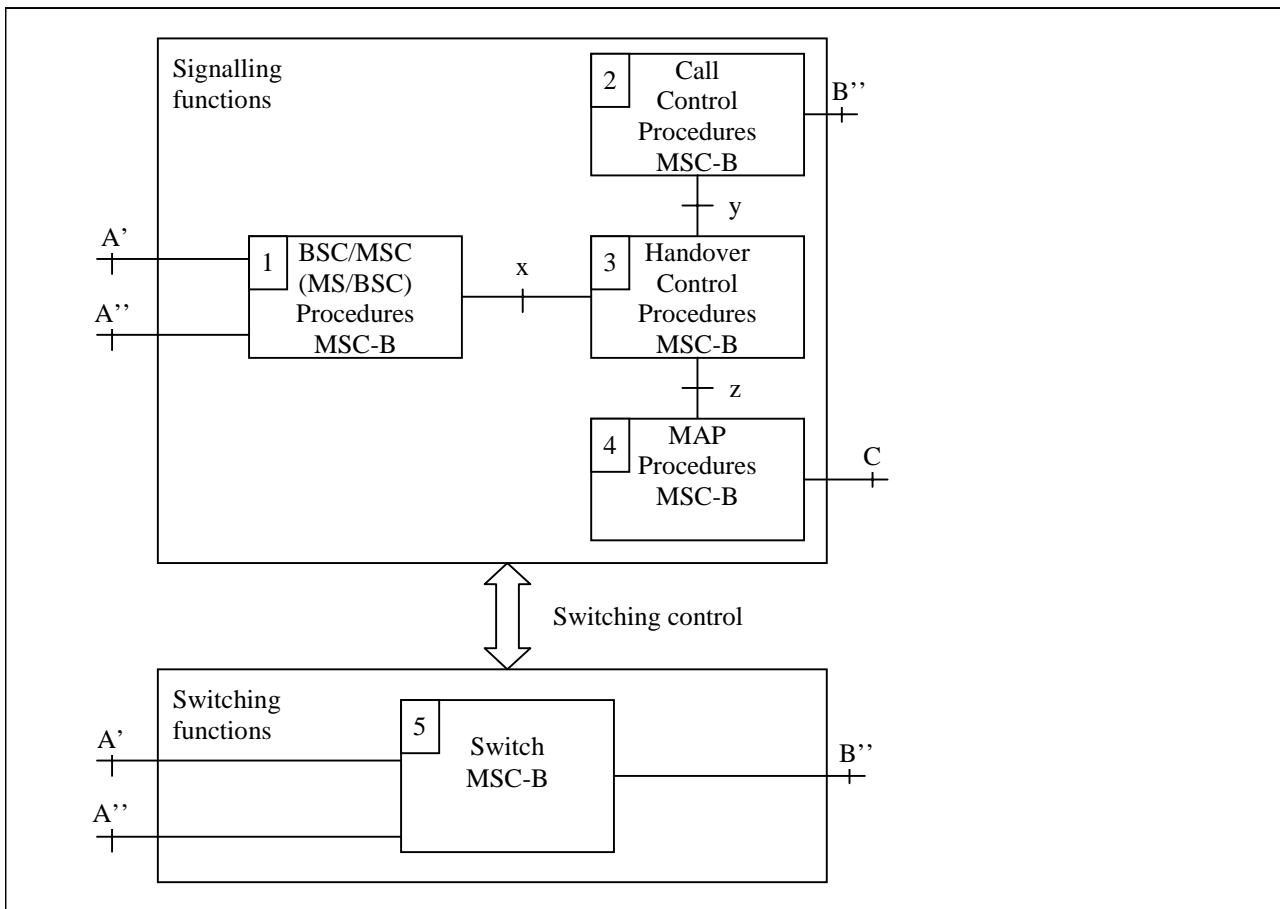 Signalling
functions
2
Call
Control
Procedures
MSC-B
B’’
y
A’
A’’
1
BSC/MSC
(MS/BSC)
Procedures
MSC-B
x
3
Handover
Control
Procedures
MSC-B
z
4
MAP
Procedures
MSC-B
C
Switching control
Switching
functions
A’
A’’
5
Switch
MSC-B
B’’